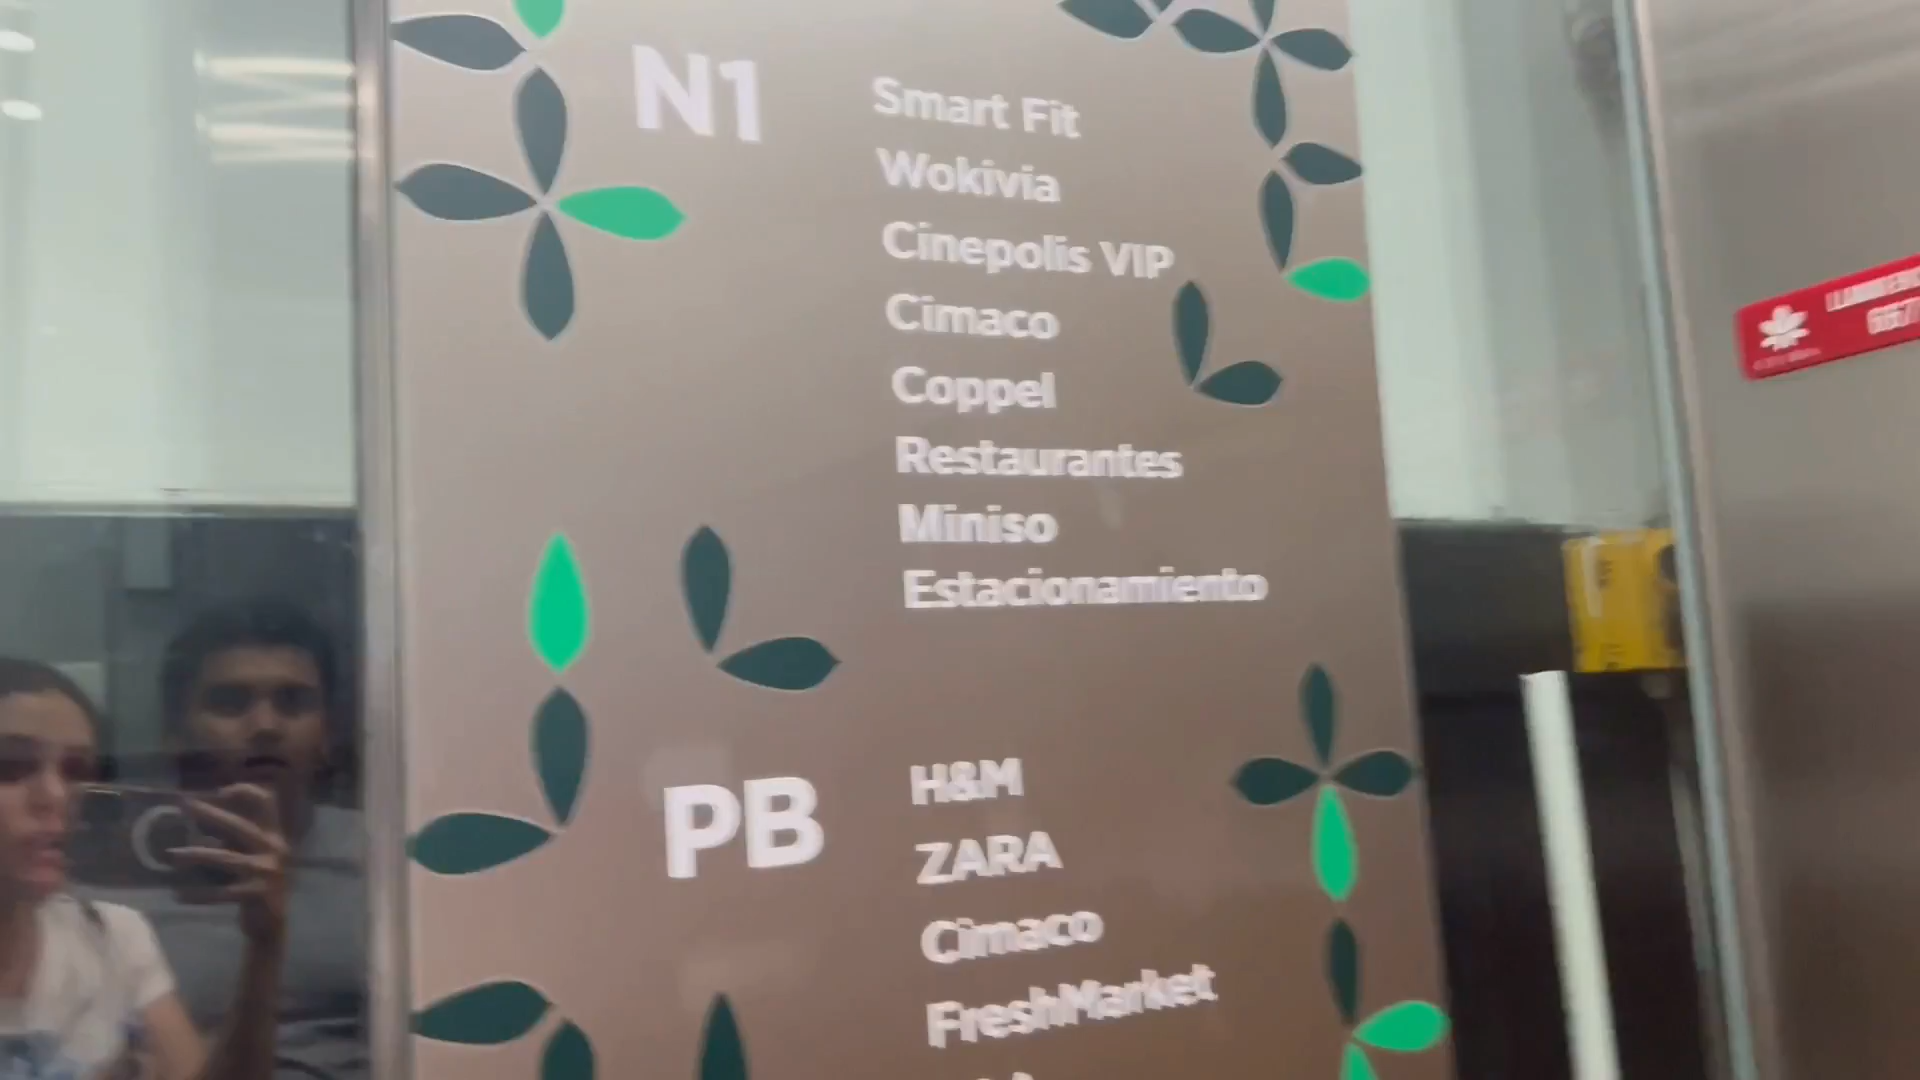 N1
Smart Fit
Wokivia
Cinepolis VIP
Cimaco
Coppel
Restaurantes
Miniso
Estacionamiento
PB
H&M
ZARA
Cimaco
FreshMarket